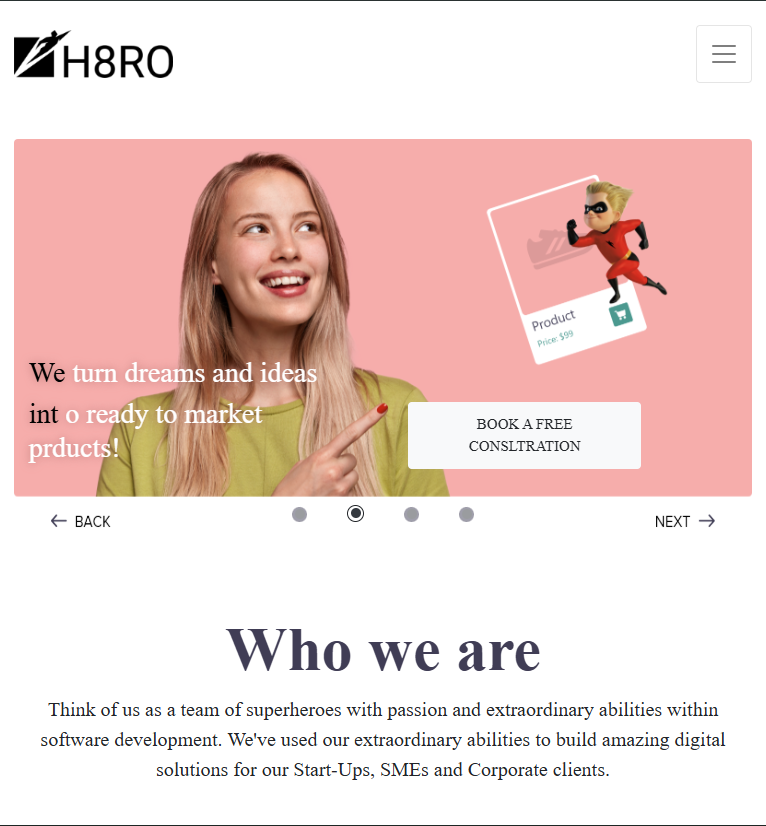 H8RO
Product
Price: $99
We turn dreams and ideas
int o ready to market
prducts!
BOOK A FREE
CONSLTRATION
BACK
NEXT
Who we are
Think of us as a team of superheroes with passion and extraordinary abilities within
software development. We've used our extraordinary abilities to build amazing digital
solutions for our Start-Ups, SMEs and Corporate clients.